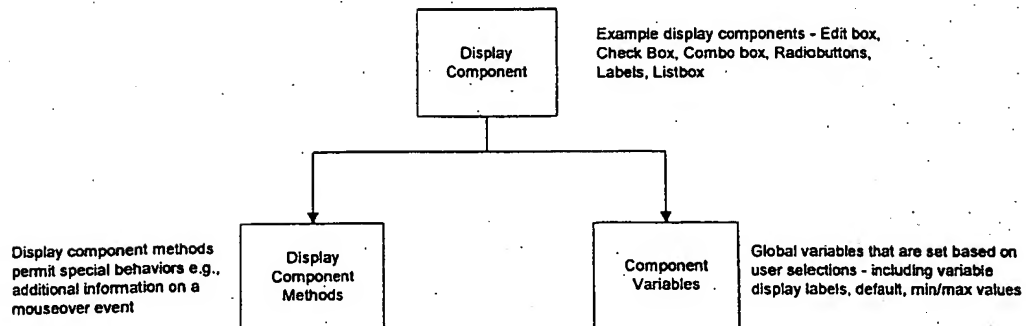 Display
Component
Example display components - Edit box,
Check Box, Combo box, Radiobuttons,
Labels, Listbox
Display component methods
permit special behaviors e.g.,
additional information on a
mouseover event
Display
Component
Methods
Component
Variables
Global variables that are set based on
user selections - including variable
display labels, default, min/max values